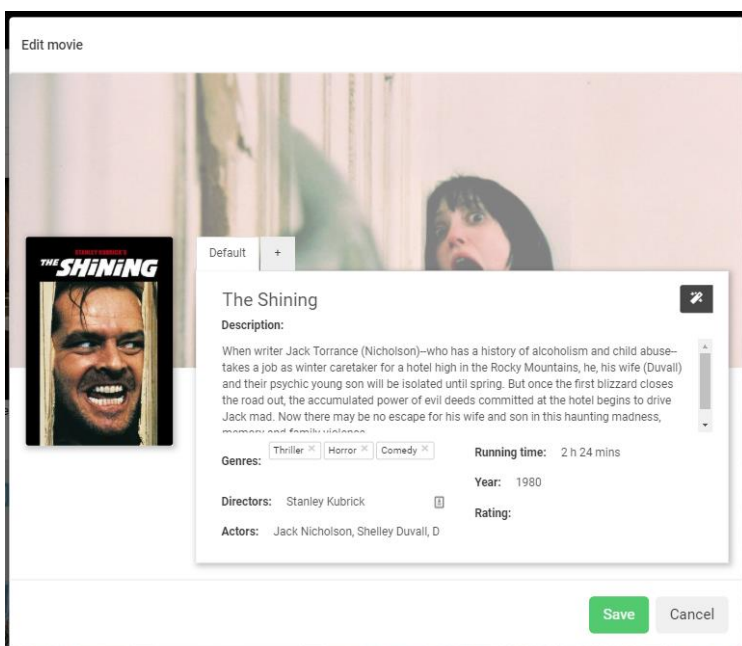 Edit movie
STANLEY KUBRICK'S
THE SHiNiNG
Default +
The Shining
Description:
When writer Jack Torrance (Nicholson)--who has a history of alcoholism and child abuse--
takes a job as winter caretaker for a hotel high in the Rocky Mountains, he, his wife (Duvall)
and their psychic young son will be isolated until spring. But once the first blizzard closes
the road out, the accumulated power of evil deeds committed at the hotel begins to drive
Jack mad. Now there may be no escape for his wife and son in this haunting madness,
memory and family violence
Genres: Thriller × Horror × Comedy ×
Running time: 2 h 24 mins
Year: 1980
Directors: Stanley Kubrick
Rating:
Actors: Jack Nicholson, Shelley Duvall, D
Save Cancel